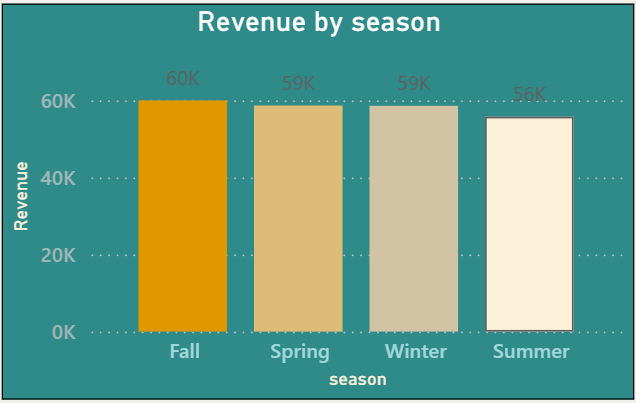 Revenue by season
60K 59K 59K 56K
60K
40K
20K
0K
Revenue
Fall Spring Winter Summer
season